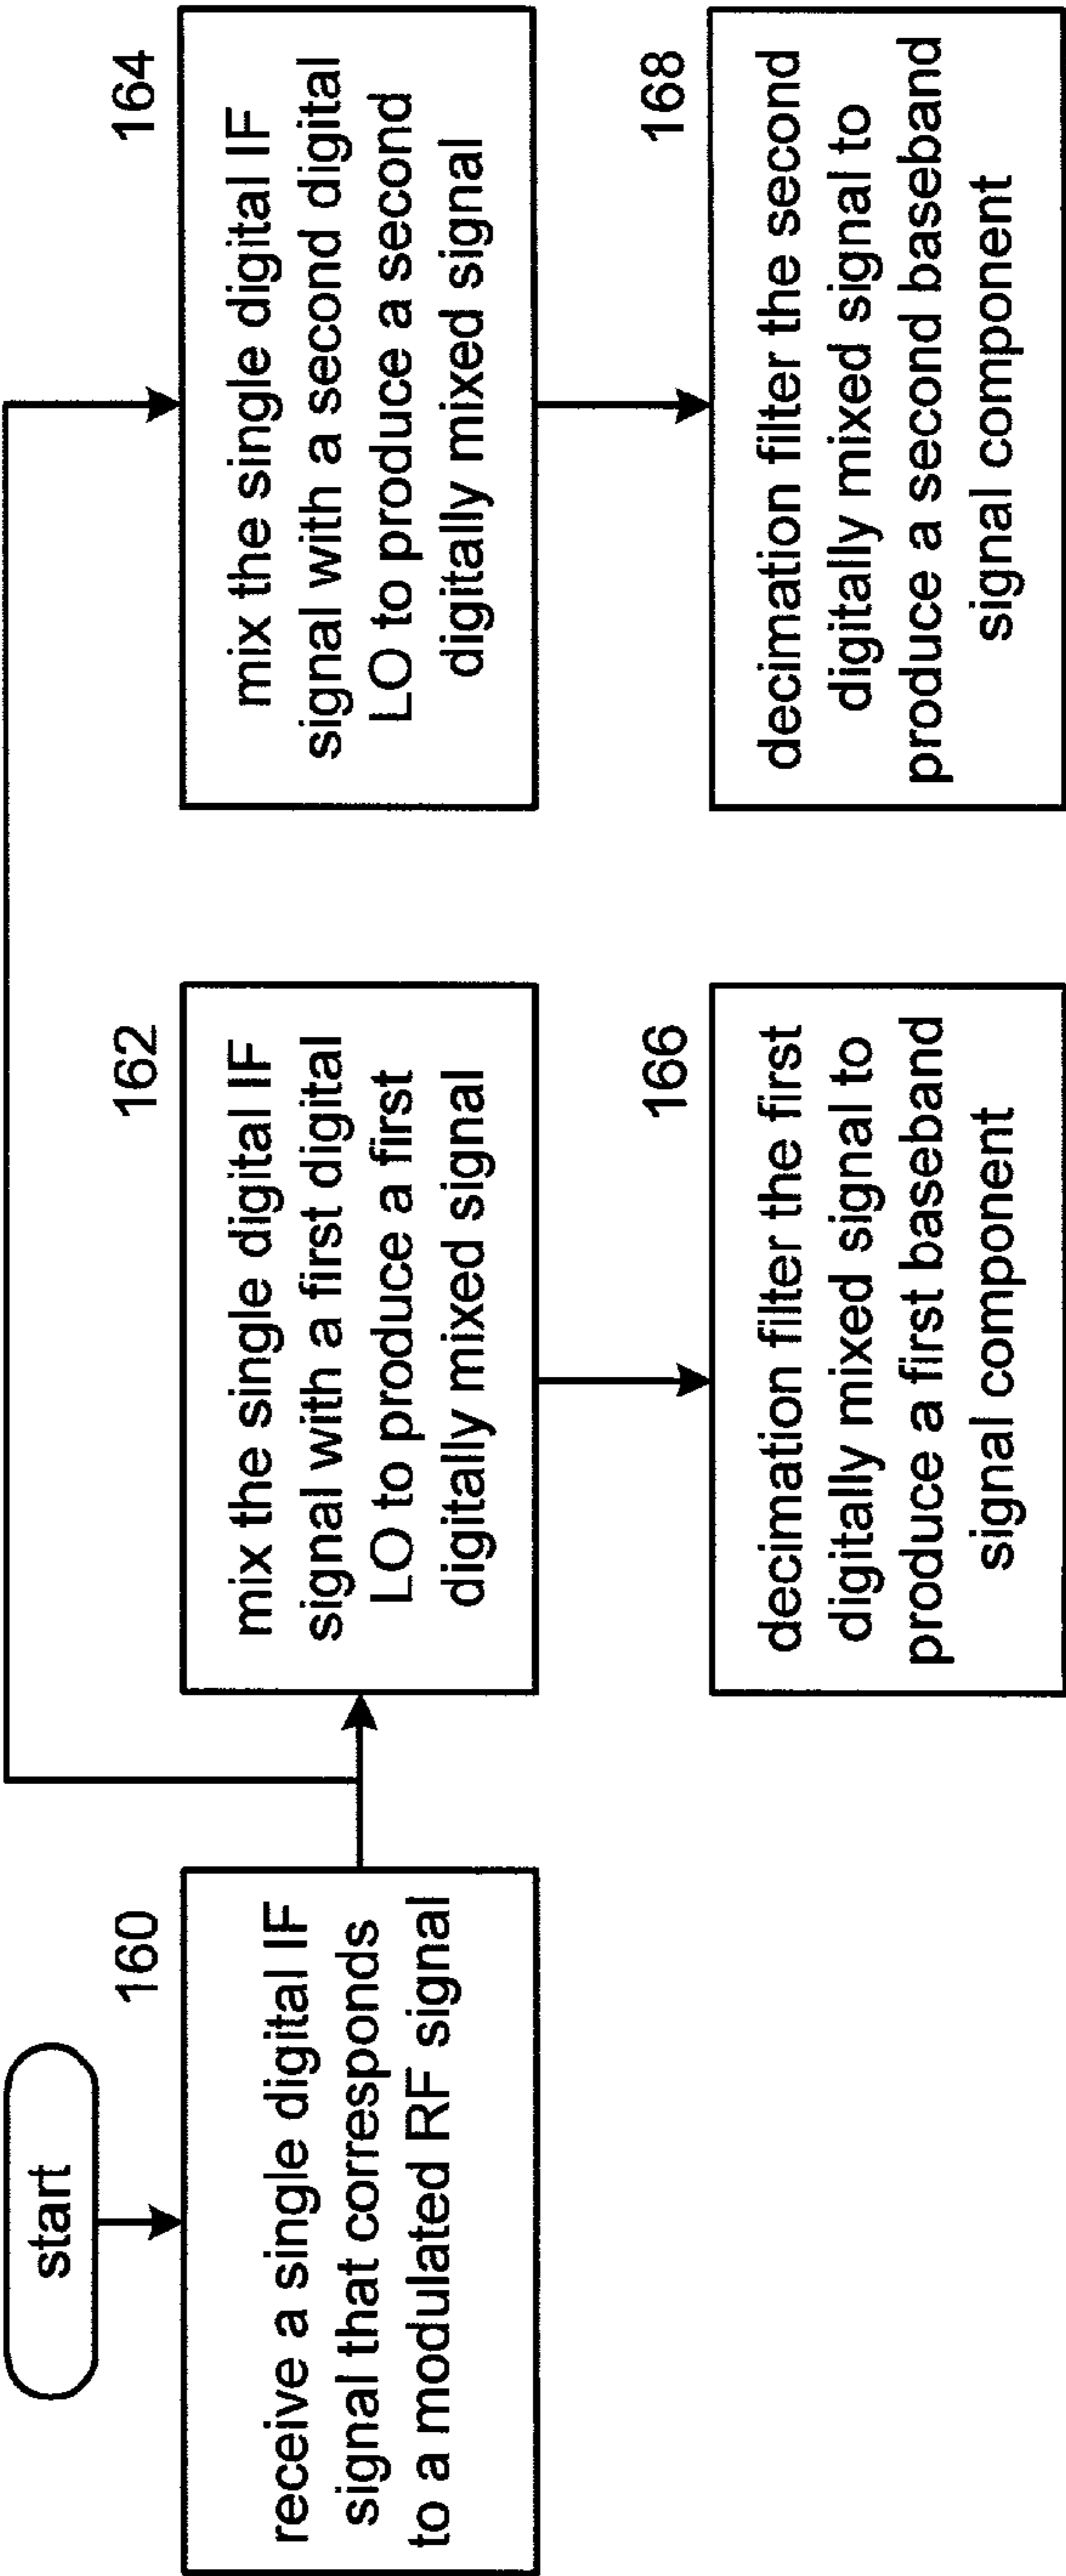 start
160
receive a single digital IF
signal that corresponds
to a modulated RF signal
162
mix the single digital IF
signal with a first digital
LO to produce a first
digitally mixed signal
164
mix the single digital IF
signal with a second digital
LO to produce a second
digitally mixed signal
166
decimation filter the first
digitally mixed signal to
produce a first baseband
signal component
168
decimation filter the second
digitally mixed signal to
produce a second baseband
signal component